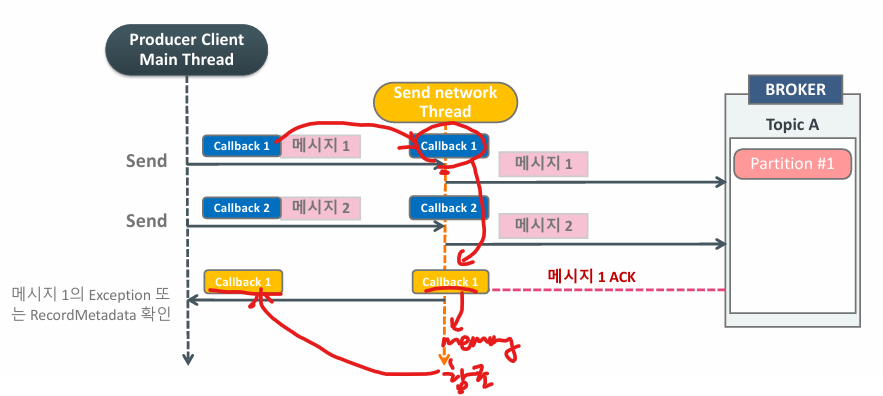 Producer Client
Main Thread
Send network
Thread
BROKER
Topic A
Partition #1
Send
Callback 1
메시지 1
Callback 1
메시지 1
Send
Callback 2
메시지 2
Callback 2
메시지 2
메시지 1의 Exception 또
는 RecordMetadata 확인
Callback 1
Callback 1
메시지 1 ACK
memory
참조